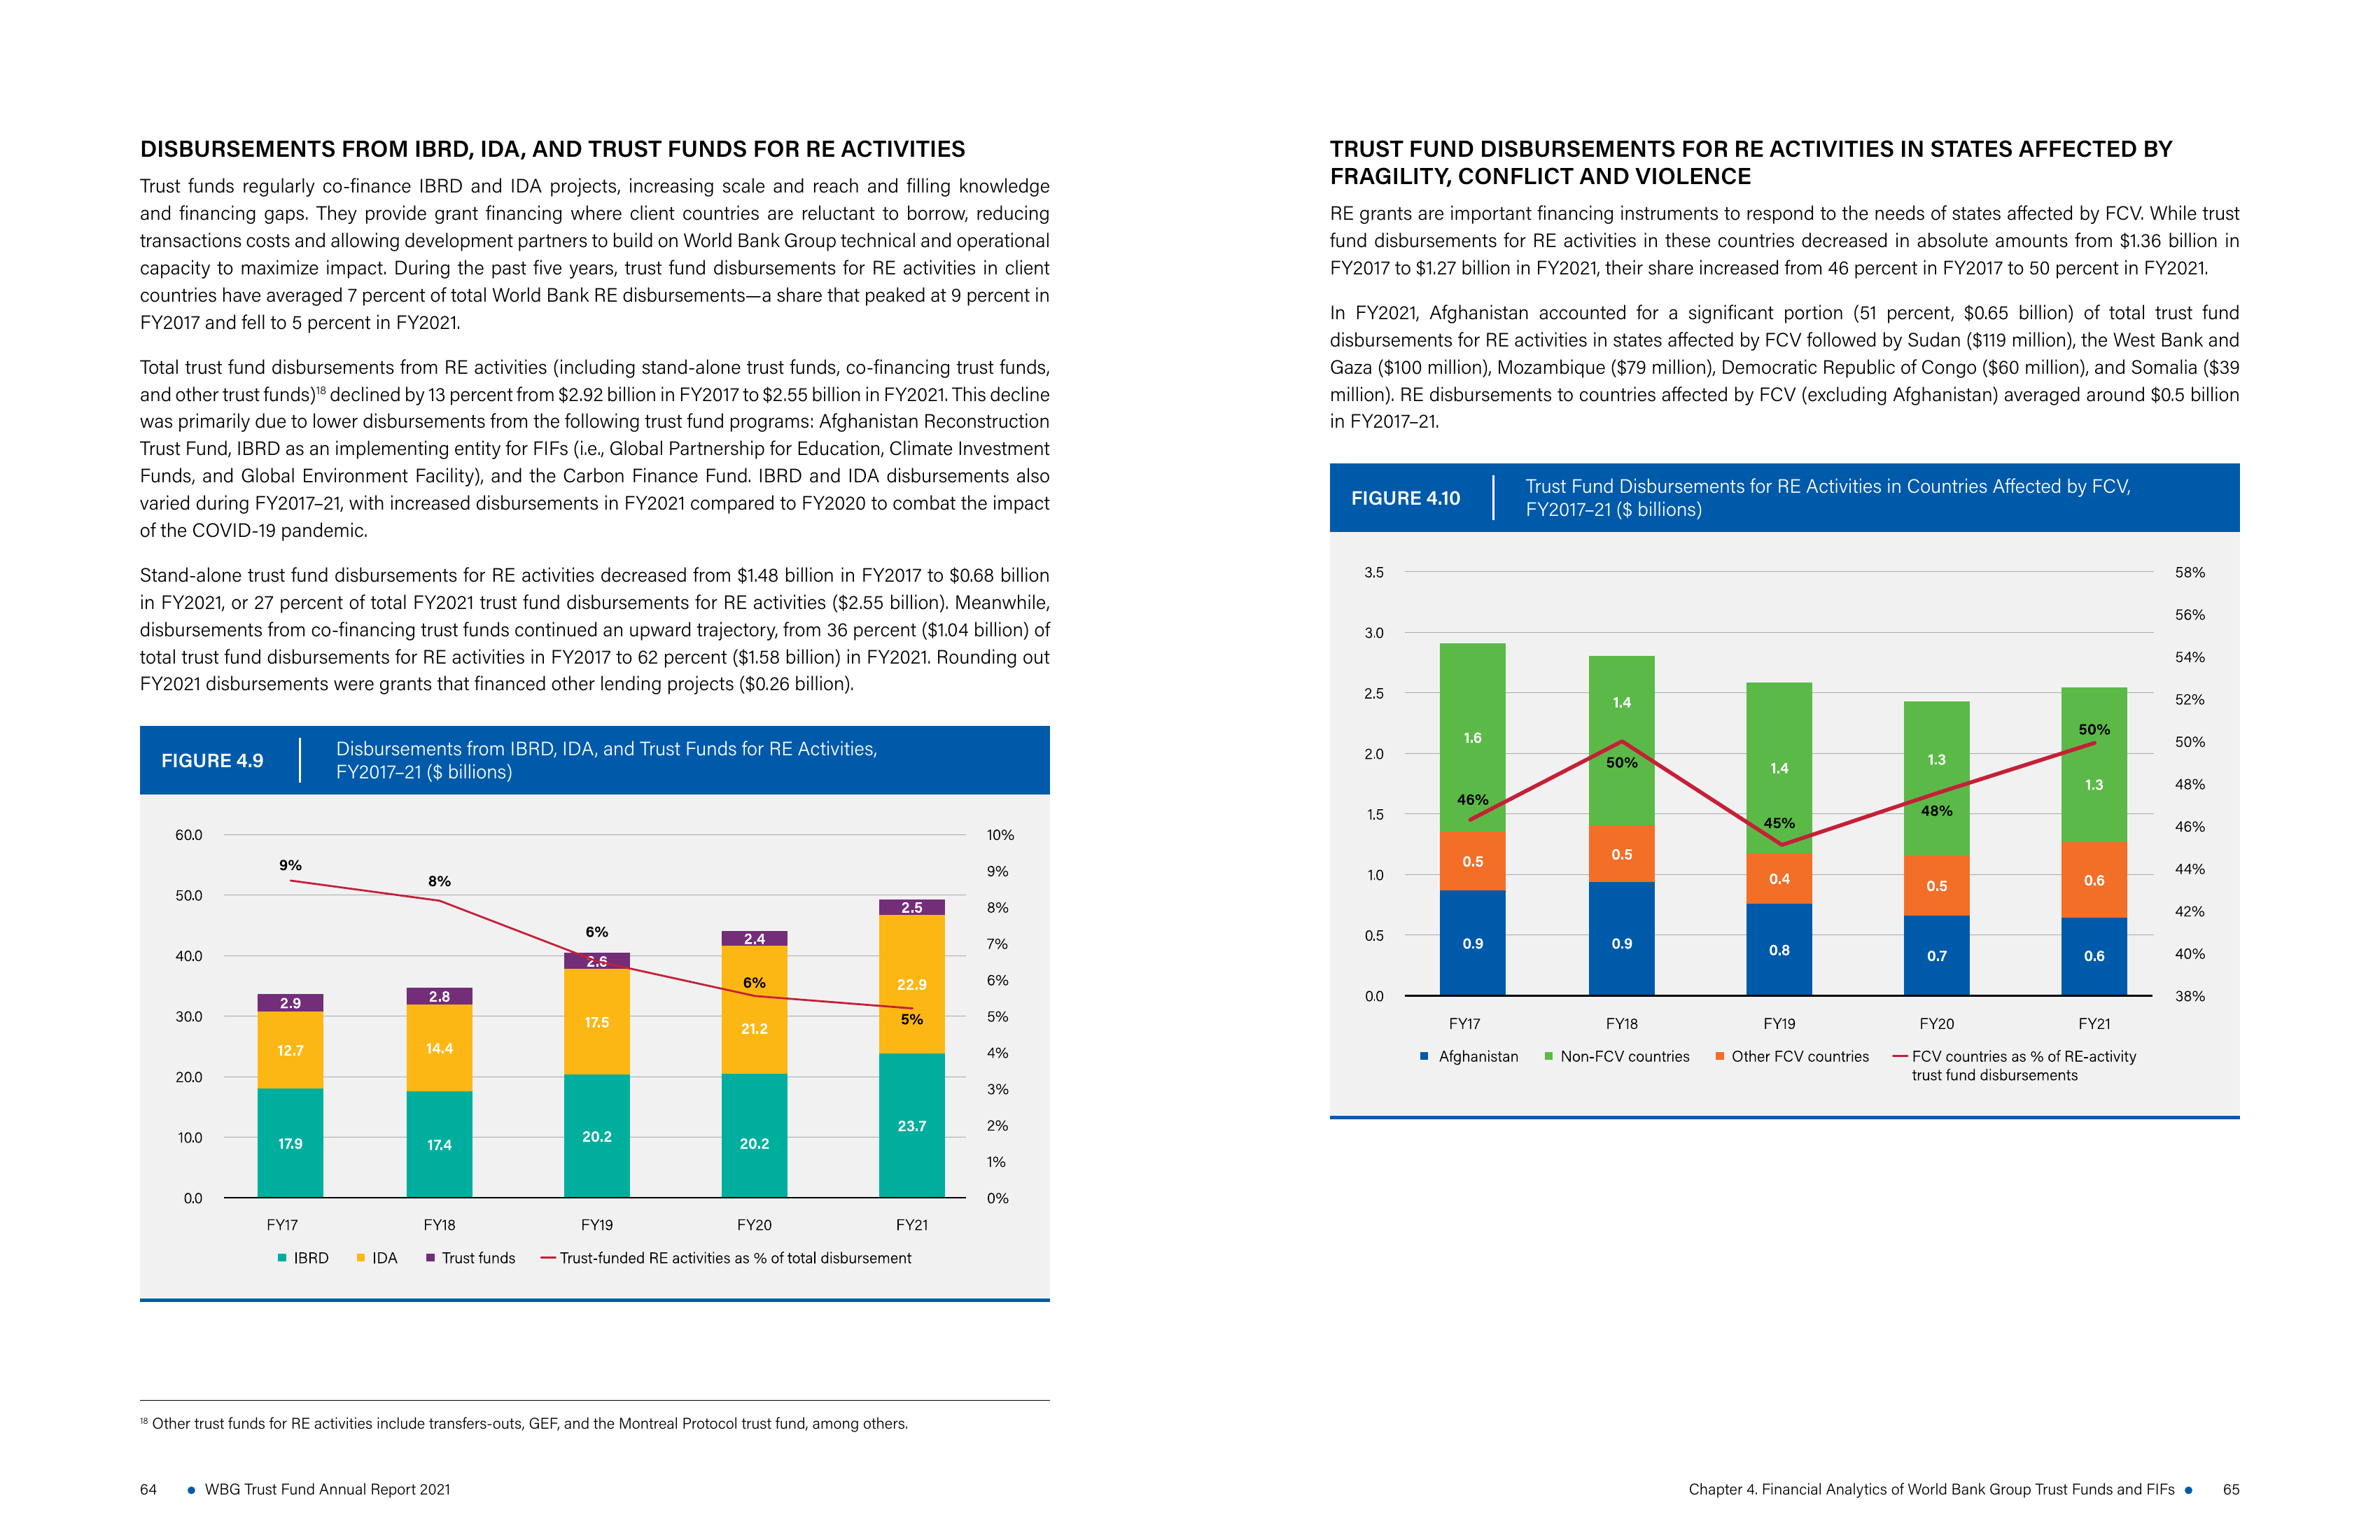 DISBURSEMENTS FROM IBRD, IDA, AND TRUST FUNDS FOR RE ACTIVITIES
Trust funds regularly co-finance IBRD and IDA projects, increasing scale and reach and filling knowledge
and financing gaps. They provide grant financing where client countries are reluctant to borrow, reducing
transactions costs and allowing development partners to build on World Bank Group technical and operational
capacity to maximize impact. During the past five years, trust fund disbursements for RE activities in client
countries have averaged 7 percent of total World Bank RE disbursements—a share that peaked at 9 percent in
FY2017 and fell to 5 percent in FY2021.
Total trust fund disbursements from RE activities (including stand-alone trust funds, co-financing trust funds,
and other trust funds)18 declined by 13 percent from $2.92 billion in FY2017 to $2.55 billion in FY2021. This decline
was primarily due to lower disbursements from the following trust fund programs: Afghanistan Reconstruction
Trust Fund, IBRD as an implementing entity for FIFs (i.e., Global Partnership for Education, Climate Investment
Funds, and Global Environment Facility), and the Carbon Finance Fund. IBRD and IDA disbursements also
varied during FY2017–21, with increased disbursements in FY2021 compared to FY2020 to combat the impact
of the COVID-19 pandemic.
Stand-alone trust fund disbursements for RE activities decreased from $1.48 billion in FY2017 to $0.68 billion
in FY2021, or 27 percent of total FY2021 trust fund disbursements for RE activities ($2.55 billion). Meanwhile,
disbursements from co-financing trust funds continued an upward trajectory, from 36 percent ($1.04 billion) of
total trust fund disbursements for RE activities in FY2017 to 62 percent ($1.58 billion) in FY2021. Rounding out
FY2021 disbursements were grants that financed other lending projects ($0.26 billion).
FIGURE 4.9
Disbursements from IBRD, IDA, and Trust Funds for RE Activities,
FY2017–21 ($ billions)
60.0
50.0
40.0
30.0
20.0
10.0
0.0
9%
8%
6%
6%
5%
2.9
2.8
2.6
2.4
2.5
12.7
14.4
17.5
21.2
22.9
17.9
17.4
20.2
20.2
23.7
10%
9%
8%
7%
6%
5%
4%
3%
2%
1%
0%
FY17 FY18 FY19 FY20 FY21
IBRD IDA Trust funds Trust-funded RE activities as % of total disbursement
18 Other trust funds for RE activities include transfers-outs, GEF, and the Montreal Protocol trust fund, among others.
64 • WBG Trust Fund Annual Report 2021
TRUST FUND DISBURSEMENTS FOR RE ACTIVITIES IN STATES AFFECTED BY
FRAGILITY, CONFLICT AND VIOLENCE
RE grants are important financing instruments to respond to the needs of states affected by FCV. While trust
fund disbursements for RE activities in these countries decreased in absolute amounts from $1.36 billion in
FY2017 to $1.27 billion in FY2021, their share increased from 46 percent in FY2017 to 50 percent in FY2021.
In FY2021, Afghanistan accounted for a significant portion (51 percent, $0.65 billion) of total trust fund
disbursements for RE activities in states affected by FCV followed by Sudan ($119 million), the West Bank and
Gaza ($100 million), Mozambique ($79 million), Democratic Republic of Congo ($60 million), and Somalia ($39
million). RE disbursements to countries affected by FCV (excluding Afghanistan) averaged around $0.5 billion
in FY2017–21.
FIGURE 4.10
Trust Fund Disbursements for RE Activities in Countries Affected by FCV,
FY2017–21 ($ billions)
3.5
3.0
2.5
2.0
1.5
1.0
0.5
0.0
1.6
1.4
1.4
1.3
1.3
46%
50%
45%
48%
50%
0.5
0.5
0.4
0.5
0.6
0.9
0.9
0.8
0.7
0.6
58%
56%
54%
52%
50%
48%
46%
44%
42%
40%
38%
FY17 FY18 FY19 FY20 FY21
Afghanistan Non-FCV countries Other FCV countries FCV countries as % of RE-activity
trust fund disbursements
Chapter 4. Financial Analytics of World Bank Group Trust Funds and FIFs • 65